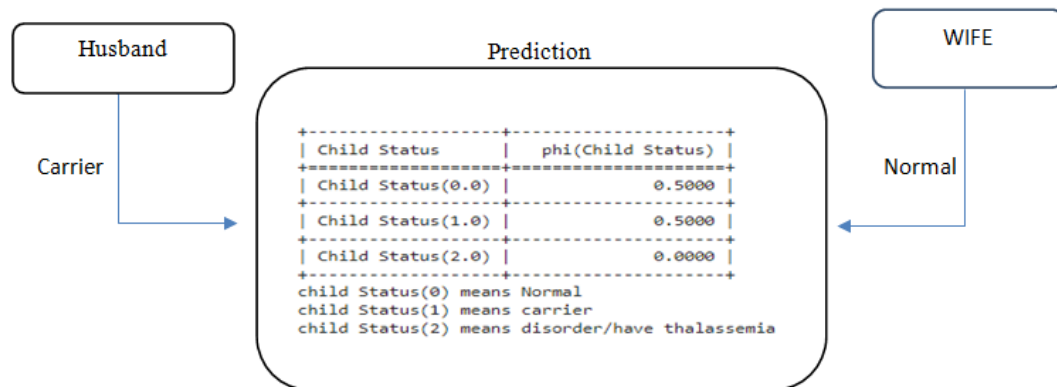 Husband
Prediction
WIFE
Carrier
Normal
+-------------------+---------------------+
| Child Status      |   phi(Child Status) |
+===================+=====================+
| Child Status(0.0) |              0.5000 |
+-------------------+---------------------+
| Child Status(1.0) |              0.5000 |
+-------------------+---------------------+
| Child Status(2.0) |              0.0000 |
+-------------------+---------------------+
child Status(0) means Normal
child Status(1) means carrier
child Status(2) means disorder/have thalassemia